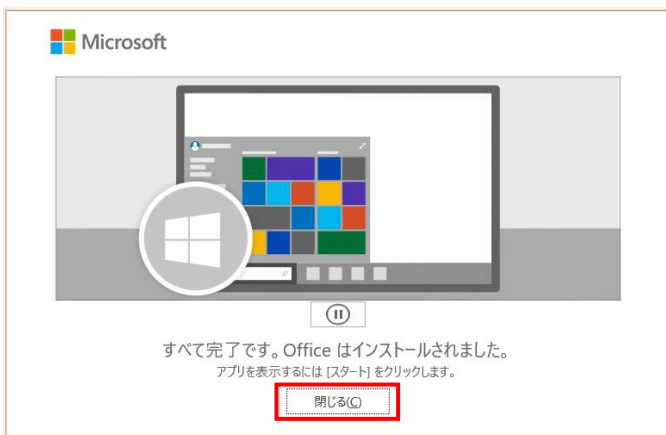 Microsoft
すべて完了です。Office はインストールされました。
アプリを表示するには [スタート] をクリックします。
閉じる(C)